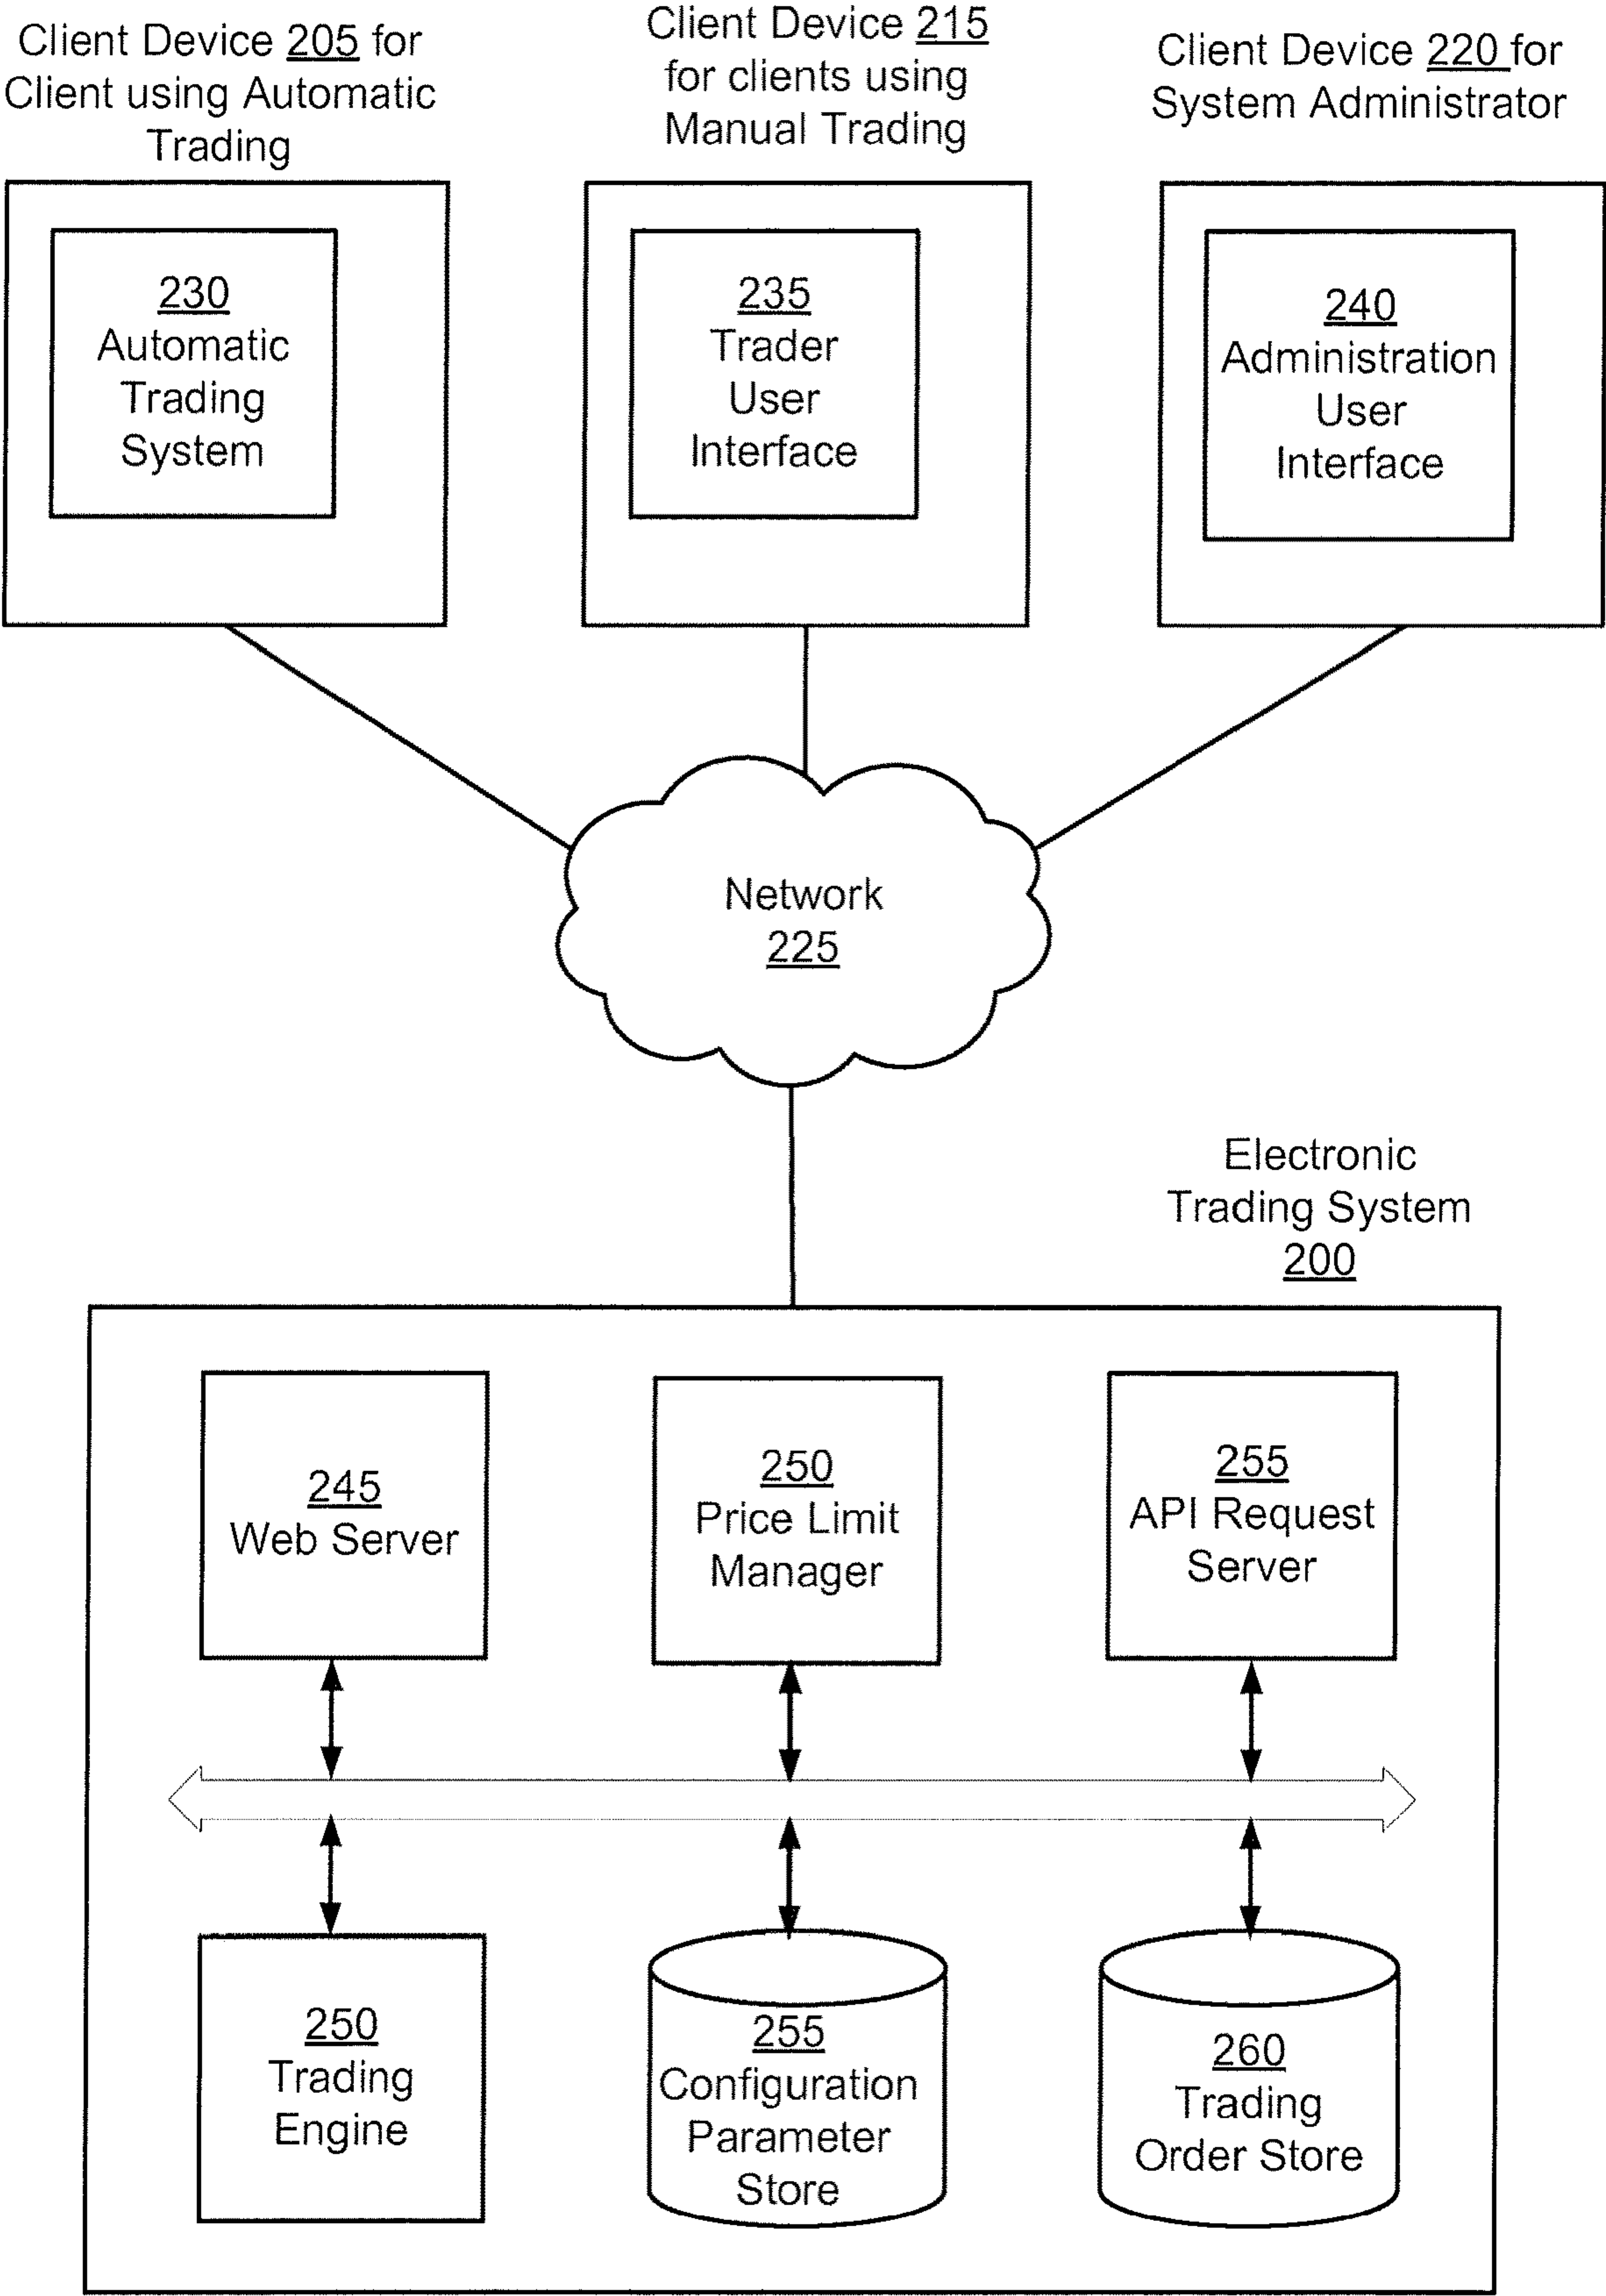 Client Device 205 for
Client using Automatic
Trading
Client Device 215
for clients using
Manual Trading
Client Device 220 for
System Administrator
230
Automatic
Trading
System
235
Trader
User
Interface
240
Administration
User
Interface
Network
225
Electronic
Trading System
200
245
Web Server
250
Price Limit
Manager
255
API Request
Server
250
Trading
Engine
255
Configuration
Parameter
Store
260
Trading
Order Store